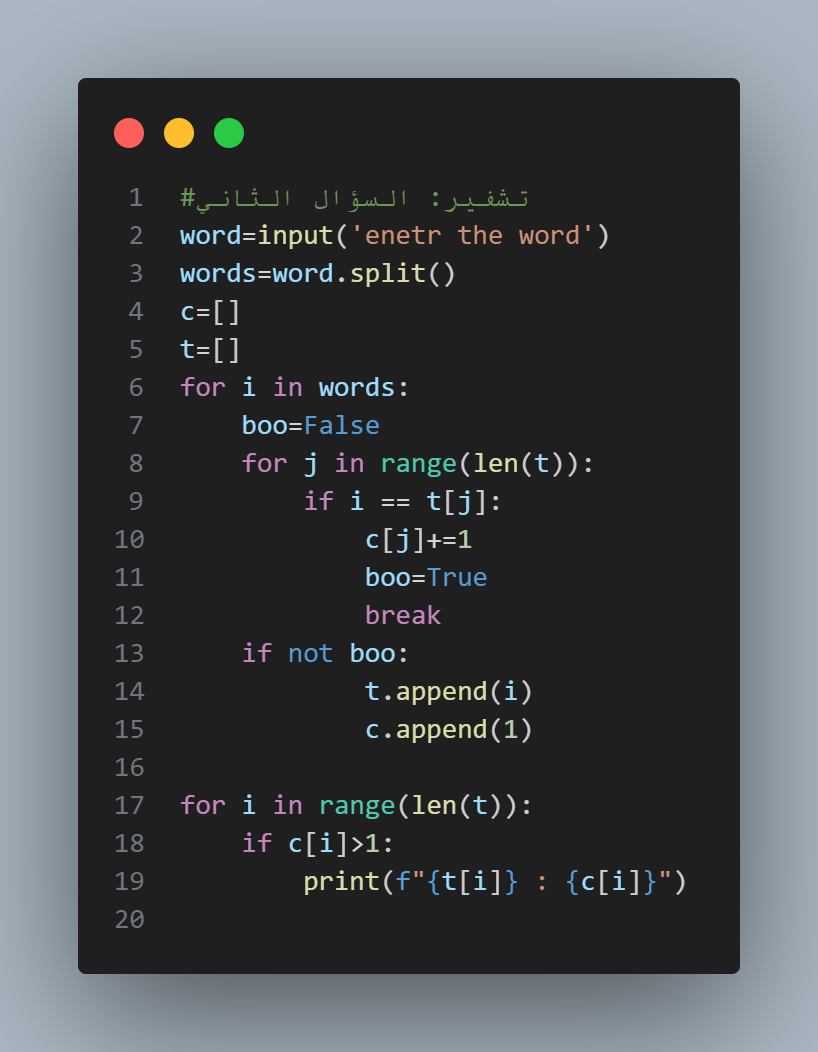 1 #تشفير: السؤال الثاني
2 word=input('enetr the word')
3 words=word.split()
4 c=[]
5 t=[]
6 for i in words:
7     boo=False
8     for j in range(len(t)):
9         if i == t[j]:
10             c[j]+=1
11             boo=True
12             break
13     if not boo:
14             t.append(i)
15             c.append(1)
16
17 for i in range(len(t)):
18     if c[i]>1:
19         print(f"{t[i]} : {c[i]}")
20